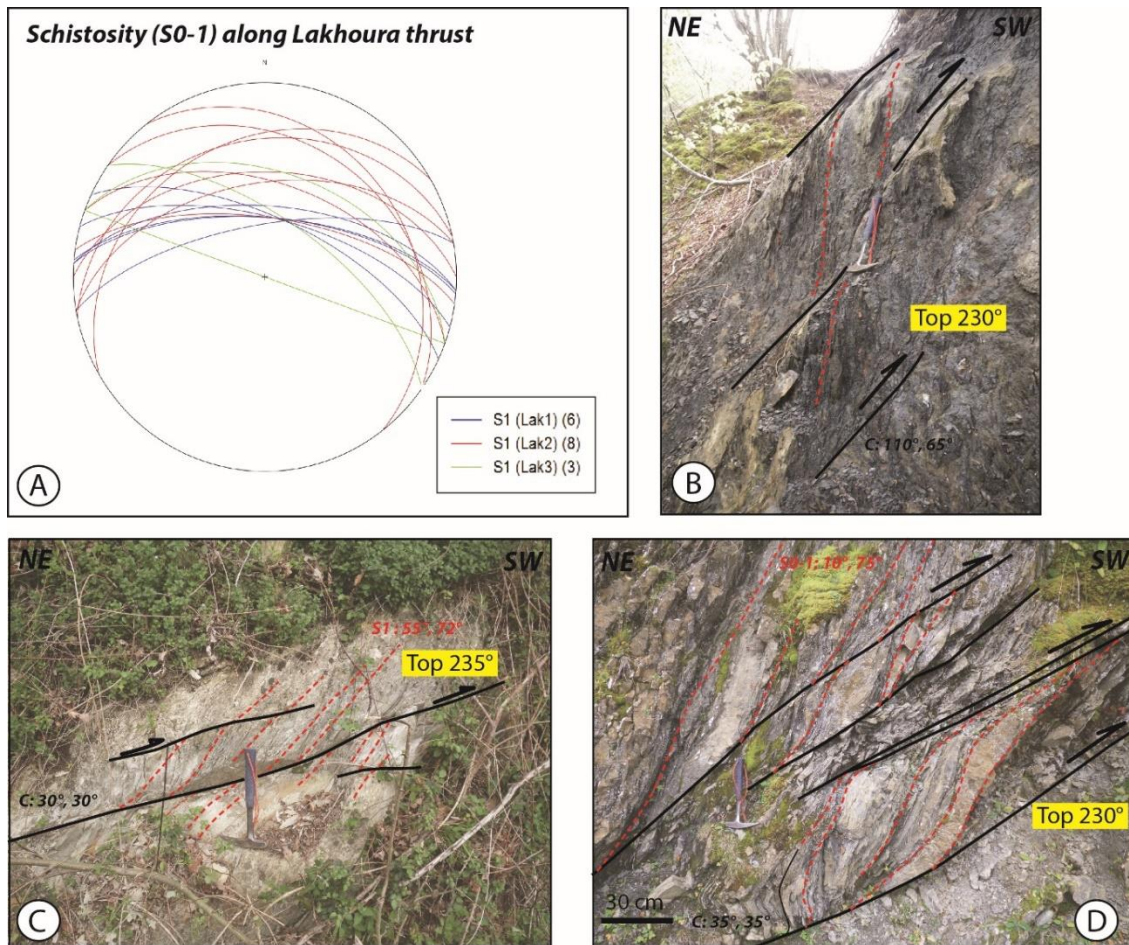 Schistosity (S0-1) along Lakhoura thrust
N
S1 (Lak1) (6)
S1 (Lak2) (8)
S1 (Lak3) (3)
A
NE SW
Top 230°
C: 110°, 65°
B
NE SW
S1 : 55°, 72°
Top 235°
C: 30°, 30°
C
NE SW
S0-1: 10°, 75°
Top 230°
30 cm
C: 35°, 35°
D